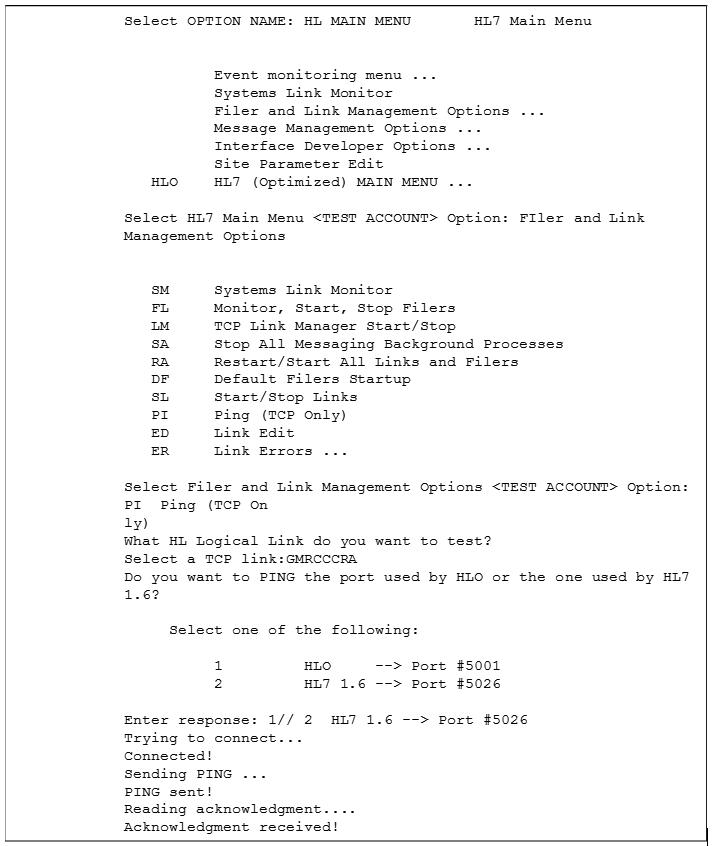 Select OPTION NAME: HL MAIN MENU       HL7 Main Menu
Event monitoring menu ...
Systems Link Monitor
Filer and Link Management Options ...
Message Management Options ...
Interface Developer Options ...
Site Parameter Edit
HLO    HL7 (Optimized) MAIN MENU ...
Select HL7 Main Menu <TEST ACCOUNT> Option: FIler and Link
Management Options
SM     Systems Link Monitor
FL     Monitor, Start, Stop Filers
LM     TCP Link Manager Start/Stop
SA     Stop All Messaging Background Processes
RA     Restart/Start All Links and Filers
DF     Default Filers Startup
SL     Start/Stop Links
PI     Ping (TCP Only)
ED     Link Edit
ER     Link Errors ...
Select Filer and Link Management Options <TEST ACCOUNT> Option:
PI  Ping (TCP On
ly)
What HL Logical Link do you want to test?
Select a TCP link:GMRCCCRA
Do you want to PING the port used by HLO or the one used by HL7
1.6?
Select one of the following:
1         HLO     --> Port #5001
2         HL7 1.6 --> Port #5026
Enter response: 1// 2  HL7 1.6 --> Port #5026
Trying to connect...
Connected!
Sending PING ...
PING sent!
Reading acknowledgment....
Acknowledgment received!